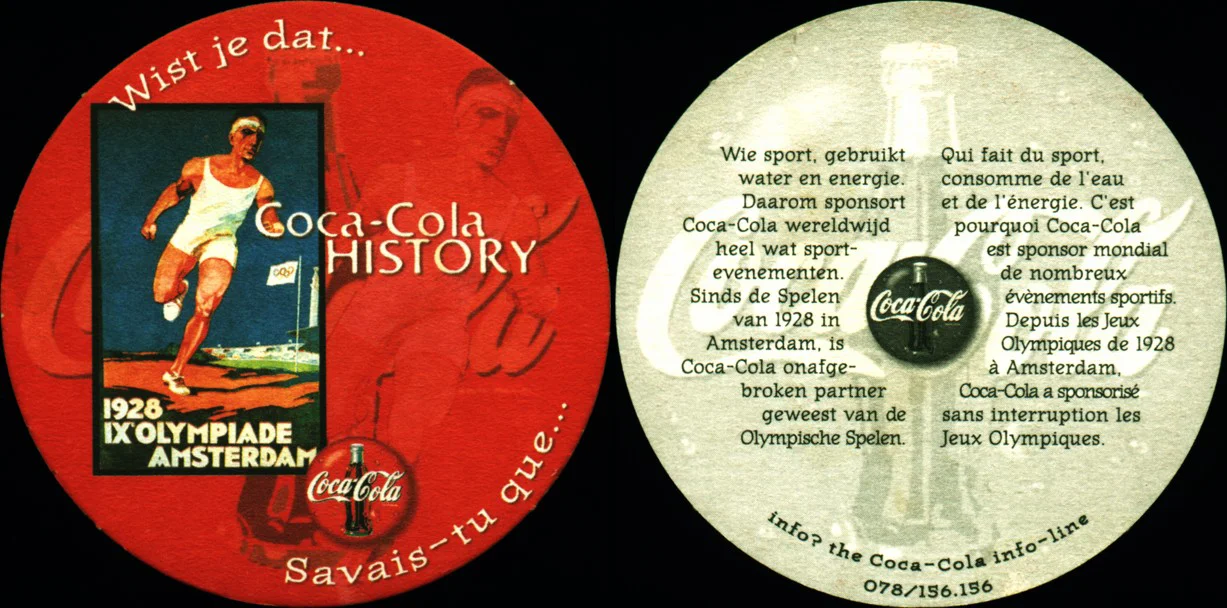 Wist je dat...
Coca-Cola
HISTORY
1928
IXᵉ OLYMPIADE
AMSTERDAM
Coca-Cola
Savais-tu que...
Wie sport, gebruikt
water en energie.
Daarom sponsort
Coca-Cola wereldwijd
heel wat sport-
evenementen.
Sinds de Spelen
van 1928 in
Amsterdam, is
Coca-Cola onafge-
broken partner
geweest van de
Olympische Spelen.
Qui fait du sport,
consomme de l'eau
et de l'énergie. C'est
pourquoi Coca-Cola
est sponsor mondial
de nombreux
évènements sportifs.
Depuis les Jeux
Olympiques de 1928
à Amsterdam,
Coca-Cola a sponsorisé
sans interruption les
Jeux Olympiques.
Coca-Cola
info? the Coca-Cola info-line
078/156.156